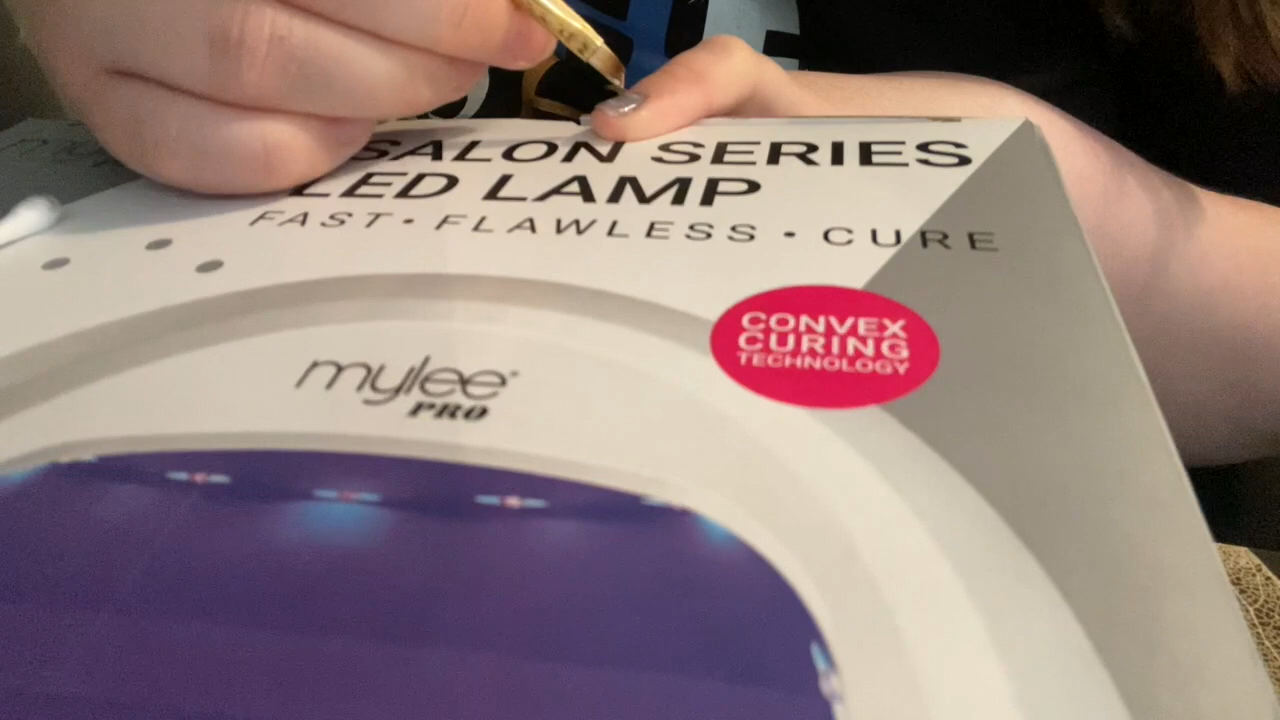 SALON SERIES
LED LAMP
FAST • FLAWLESS • CURE
CONVEX
CURING
TECHNOLOGY
mylee
PRO